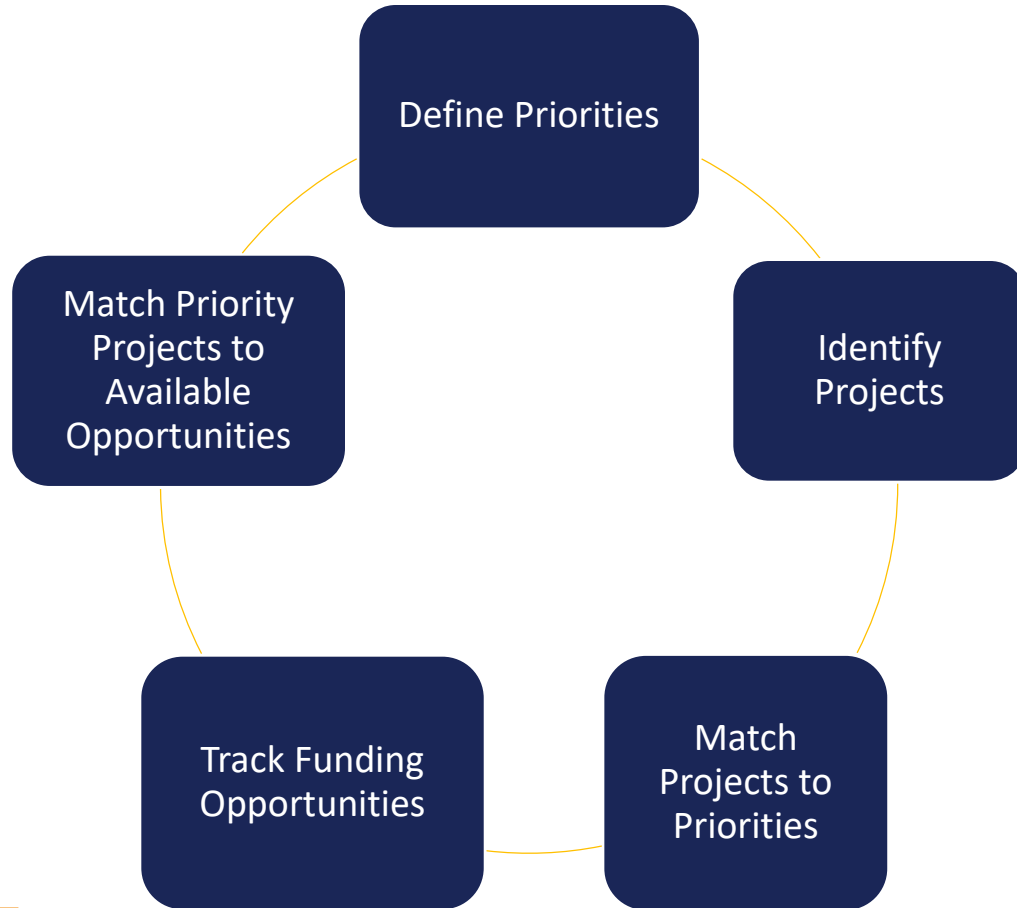 Define Priorities
Identify
Projects
Match
Projects to
Priorities
Track Funding
Opportunities
Match Priority
Projects to
Available
Opportunities